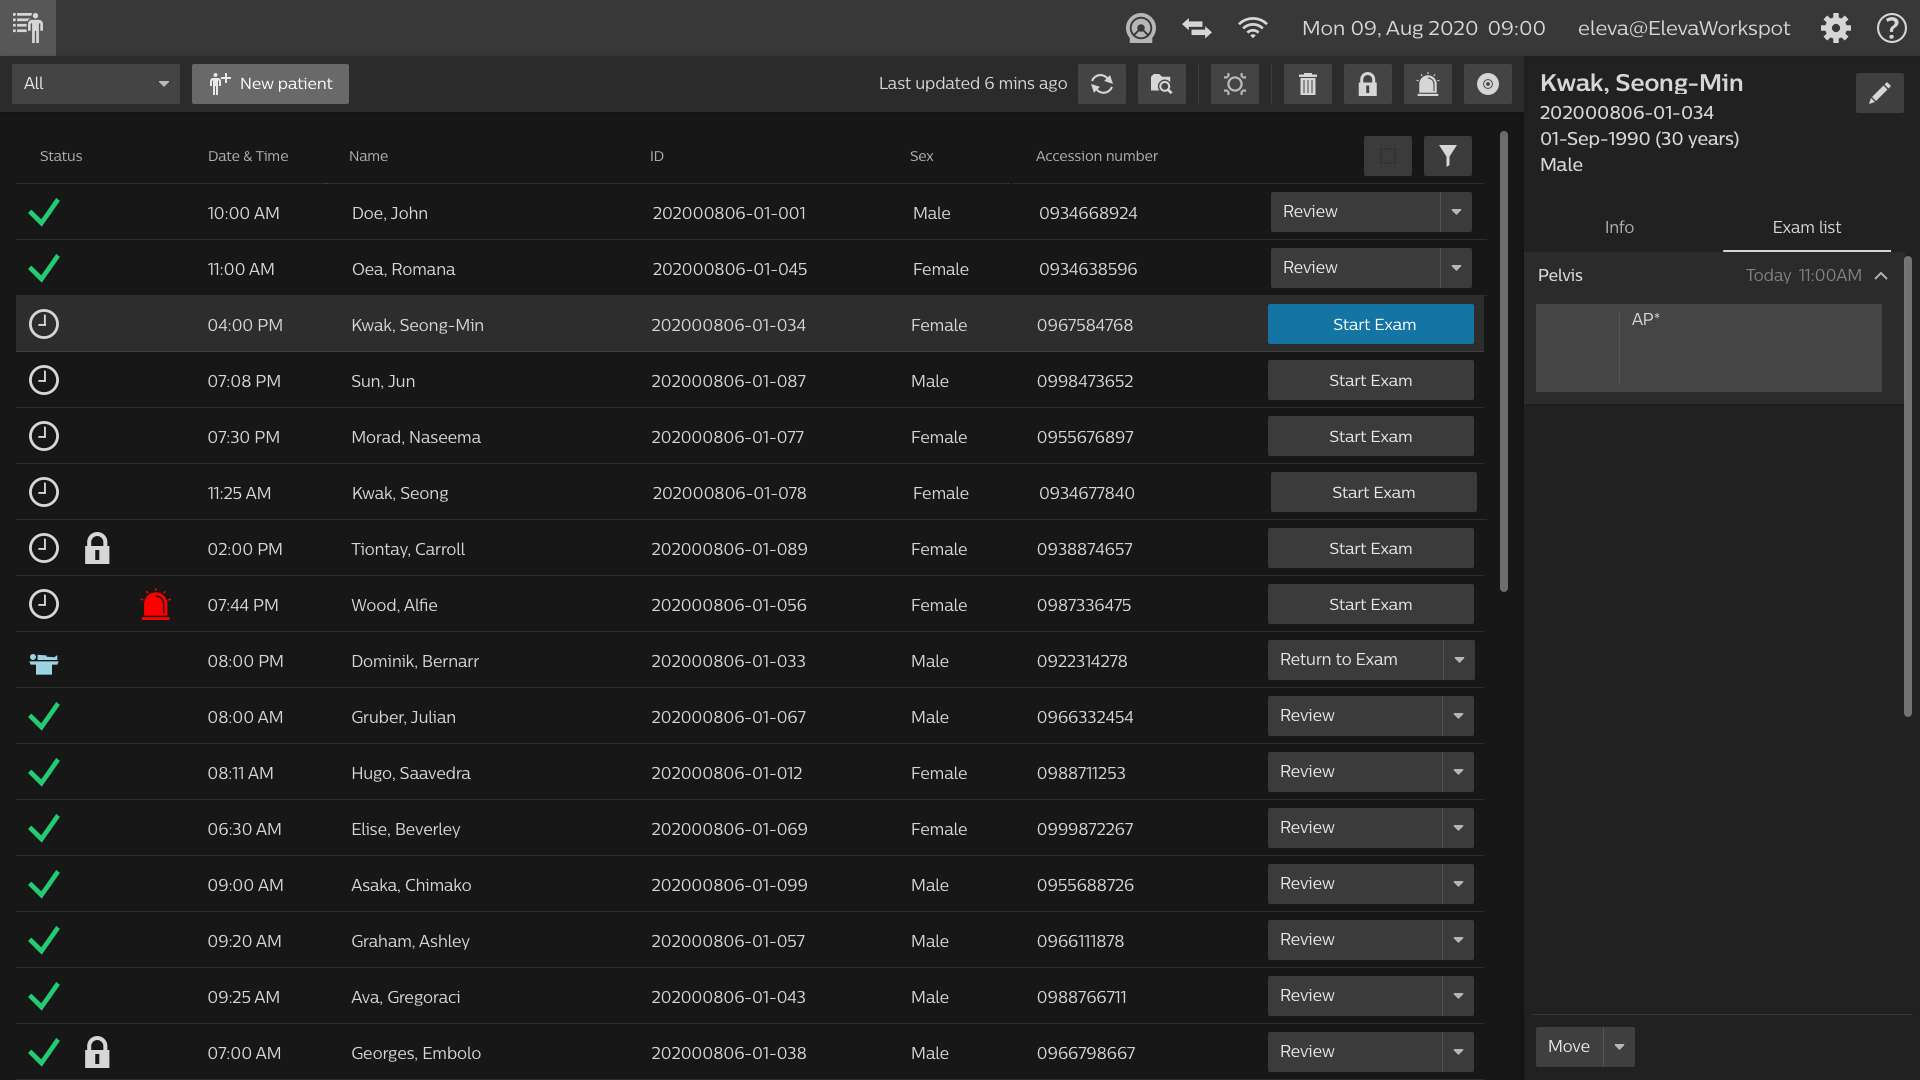 Mon 09, Aug 2020 09:00 eleva@ElevaWorkspot
All New patient Last updated 6 mins ago
Status Date & Time Name ID Sex Accession number
10:00 AM Doe, John 202000806-01-001 Male 0934668924 Review
11:00 AM Oea, Romana 202000806-01-045 Female 0934638596 Review
04:00 PM Kwak, Seong-Min 202000806-01-034 Female 0967584768 Start Exam
07:08 PM Sun, Jun 202000806-01-087 Male 0998473652 Start Exam
07:30 PM Morad, Naseema 202000806-01-077 Female 0955676897 Start Exam
11:25 AM Kwak, Seong 202000806-01-078 Female 0934677840 Start Exam
02:00 PM Tiontay, Carroll 202000806-01-089 Female 0938874657 Start Exam
07:44 PM Wood, Alfie 202000806-01-056 Female 0987336475 Start Exam
08:00 PM Dominik, Bernarr 202000806-01-033 Male 0922314278 Return to Exam
08:00 AM Gruber, Julian 202000806-01-067 Male 0966332454 Review
08:11 AM Hugo, Saavedra 202000806-01-012 Female 0988711253 Review
06:30 AM Elise, Beverley 202000806-01-069 Female 0999872267 Review
09:00 AM Asaka, Chimako 202000806-01-099 Male 0955688726 Review
09:20 AM Graham, Ashley 202000806-01-057 Male 0966111878 Review
09:25 AM Ava, Gregoraci 202000806-01-043 Male 0988766711 Review
07:00 AM Georges, Embolo 202000806-01-038 Male 0966798667 Review
Kwak, Seong-Min
202000806-01-034
01-Sep-1990 (30 years)
Male
Info Exam list
Pelvis Today 11:00AM
AP*
Move